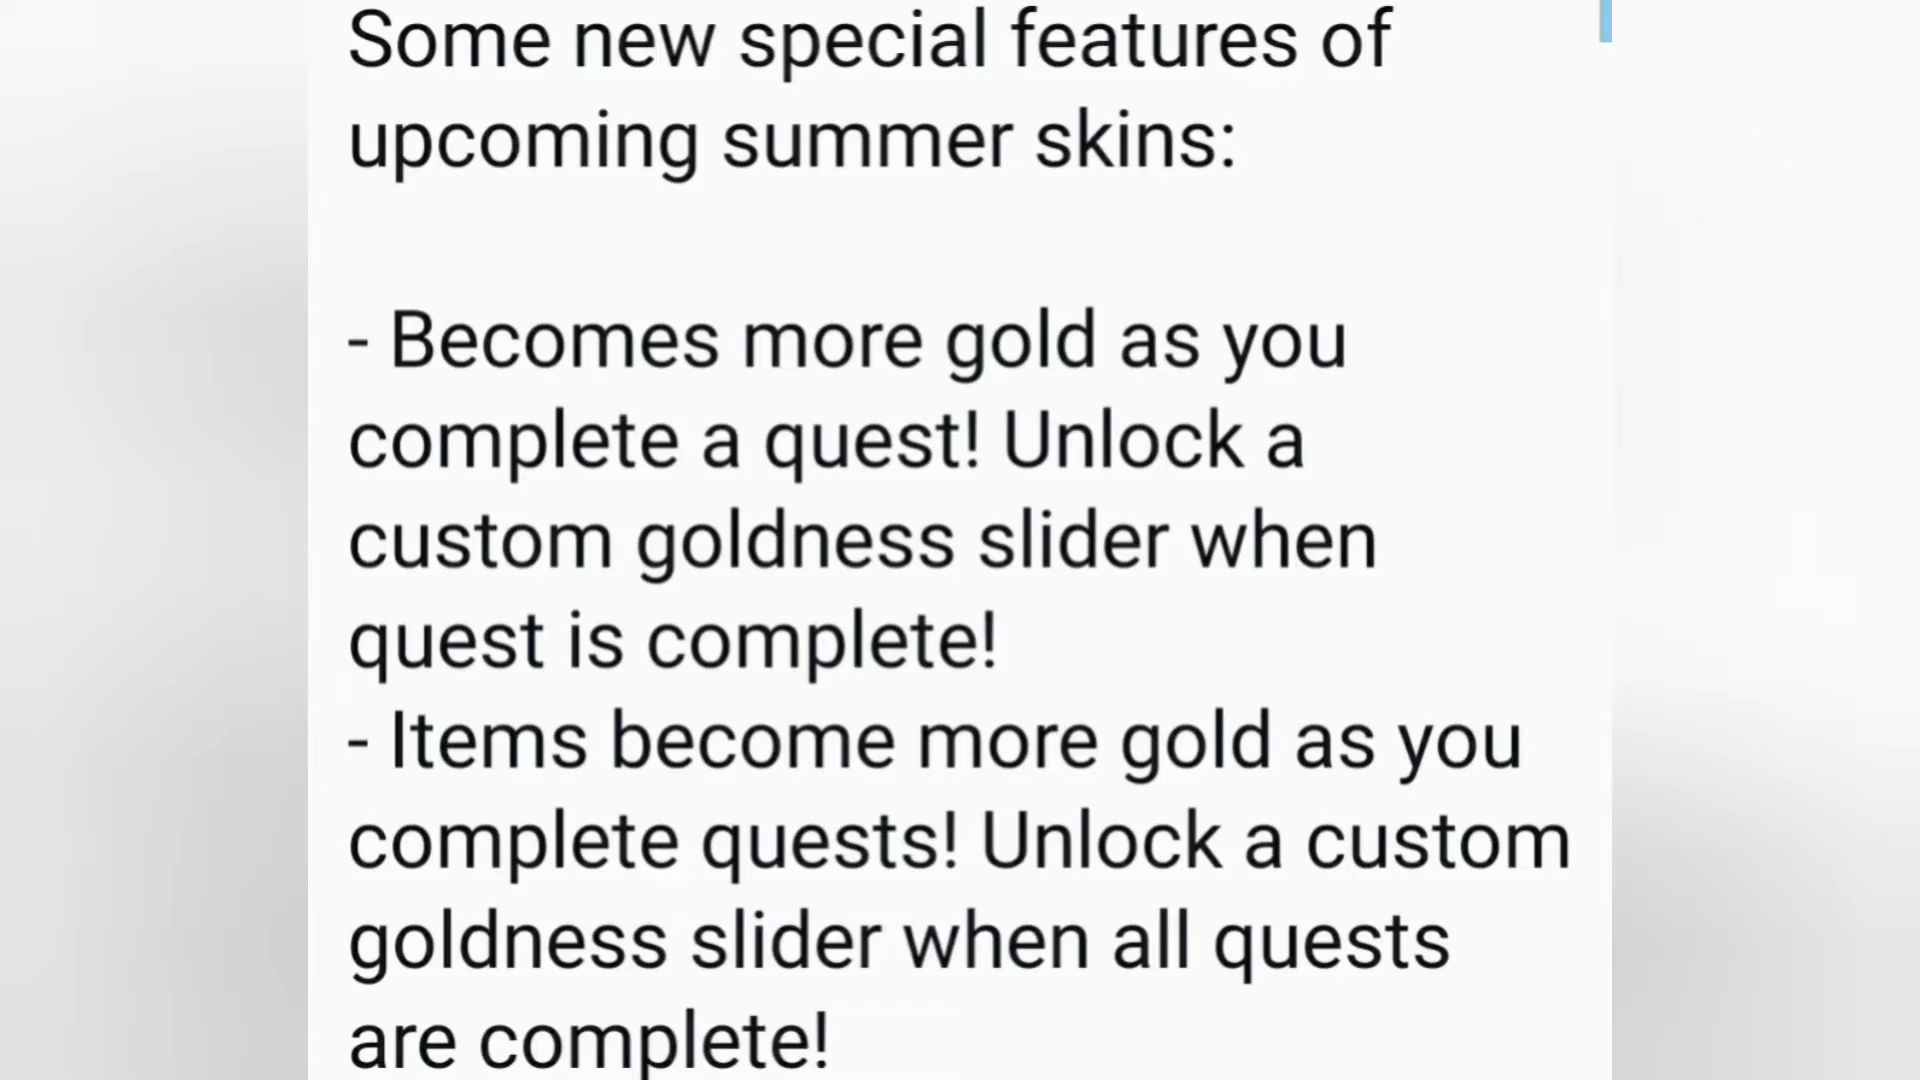 Some new special features of
upcoming summer skins:
- Becomes more gold as you
complete a quest! Unlock a
custom goldness slider when
quest is complete!
- Items become more gold as you
complete quests! Unlock a custom
goldness slider when all quests
are complete!